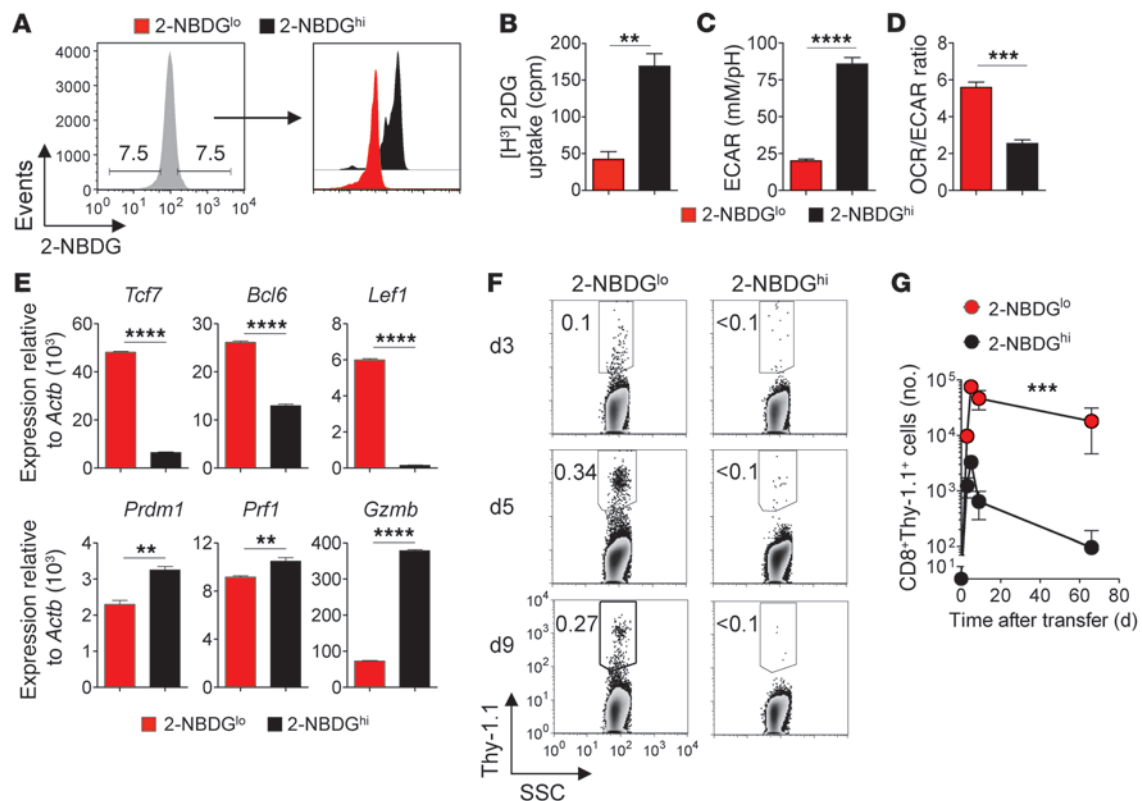 A
2-NBDGlo 2-NBDGhi
4000
3000
2000
1000
0
7.5 7.5
100 101 102 103 104
Events
2-NBDG
B
[H3] 2DG
uptake (cpm)
200
150
100
50
0
**
C
ECAR (mM/pH)
100
75
50
25
0
****
D
OCR/ECAR ratio
8
6
4
2
0
***
2-NBDGlo 2-NBDGhi
E
Expression relative
to Actb (103)
Tcf7
60
40
20
0
****
Bcl6
30
20
10
0
****
Lef1
8
6
4
2
0
****
Expression relative
to Actb (103)
Prdm1
4
3
2
1
0
**
Prf1
12
8
4
0
**
Gzmb
400
300
200
100
0
****
2-NBDGlo 2-NBDGhi
F
2-NBDGlo 2-NBDGhi
d3
0.1 <0.1
d5
0.34 <0.1
d9
0.27 <0.1
104
103
102
101
100
100 101 102 103 104
Thy-1.1
SSC
G
2-NBDGlo
2-NBDGhi
CD8+Thy-1.1+ cells (no.)
105
104
103
102
101
***
0 20 40 60 80
Time after transfer (d)